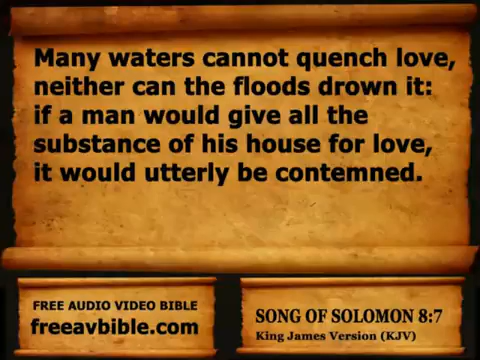 Many waters cannot quench love,
neither can the floods drown it:
if a man would give all the
substance of his house for love,
it would utterly be contemned.
FREE AUDIO VIDEO BIBLE
freeavbible.com
SONG OF SOLOMON 8:7
King James Version (KJV)